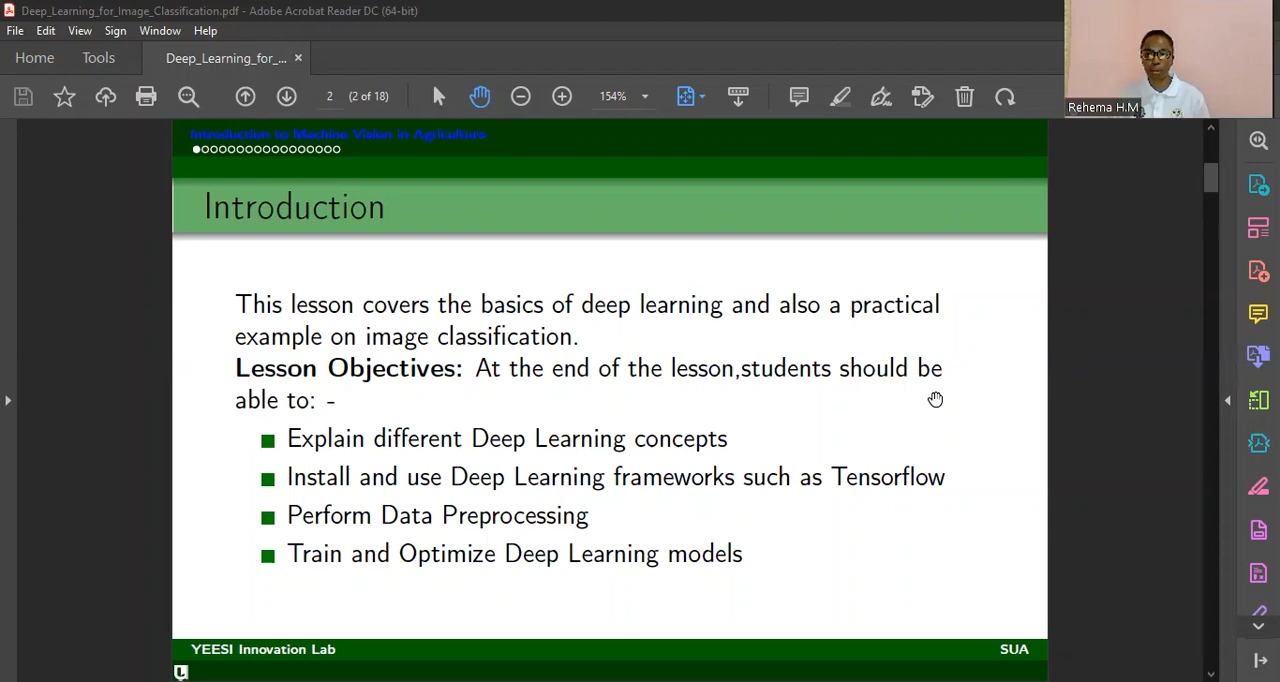 Deep_Learning_for_Image_Classification.pdf - Adobe Acrobat Reader DC (64-bit)
File Edit View Sign Window Help
Home Tools Deep_Learning_for_... ×
2 (2 of 18) 154%
Rehema H.M
Introduction to Machine Vision in Agriculture
Introduction
This lesson covers the basics of deep learning and also a practical
example on image classification.
Lesson Objectives: At the end of the lesson,students should be
able to: -
Explain different Deep Learning concepts
Install and use Deep Learning frameworks such as Tensorflow
Perform Data Preprocessing
Train and Optimize Deep Learning models
YEESI Innovation Lab SUA